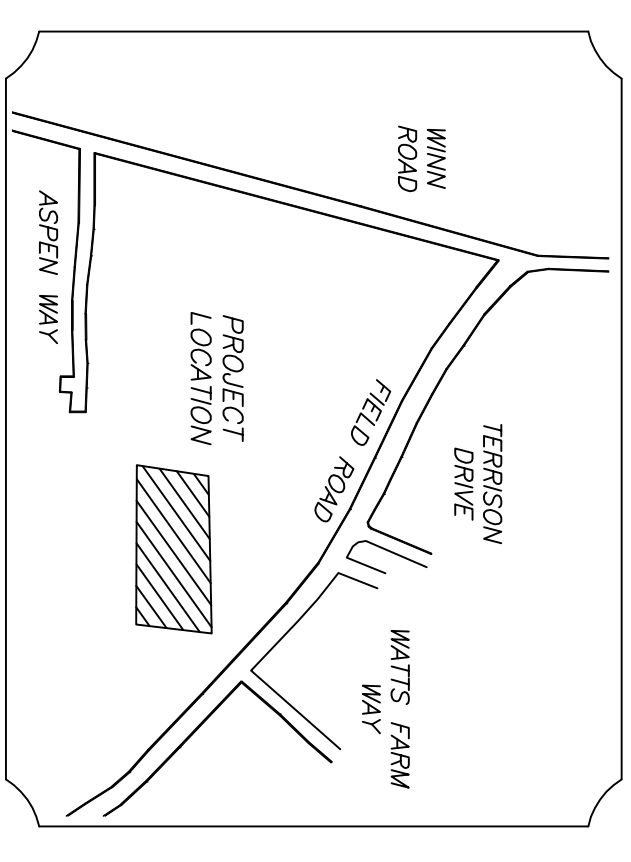 WINN
ROAD
TERRISON
DRIVE
FIELD ROAD
WATTS FARM
WAY
PROJECT
LOCATION
ASPEN WAY